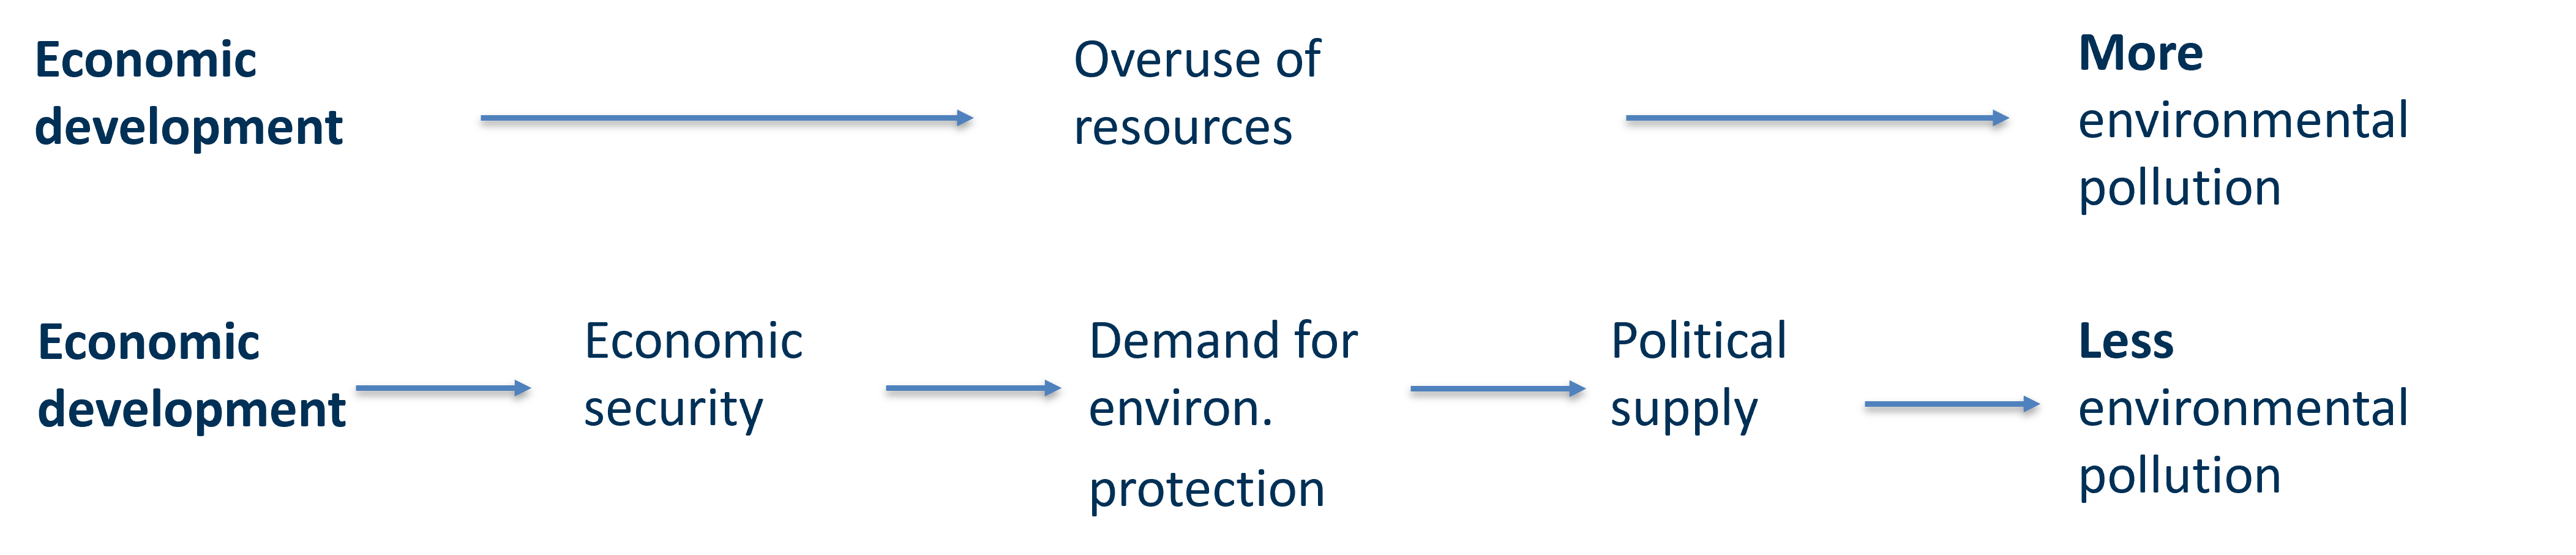 Economic
development
Overuse of
resources
More
environmental
pollution
Economic
development
Economic
security
Demand for
environ.
protection
Political
supply
Less
environmental
pollution